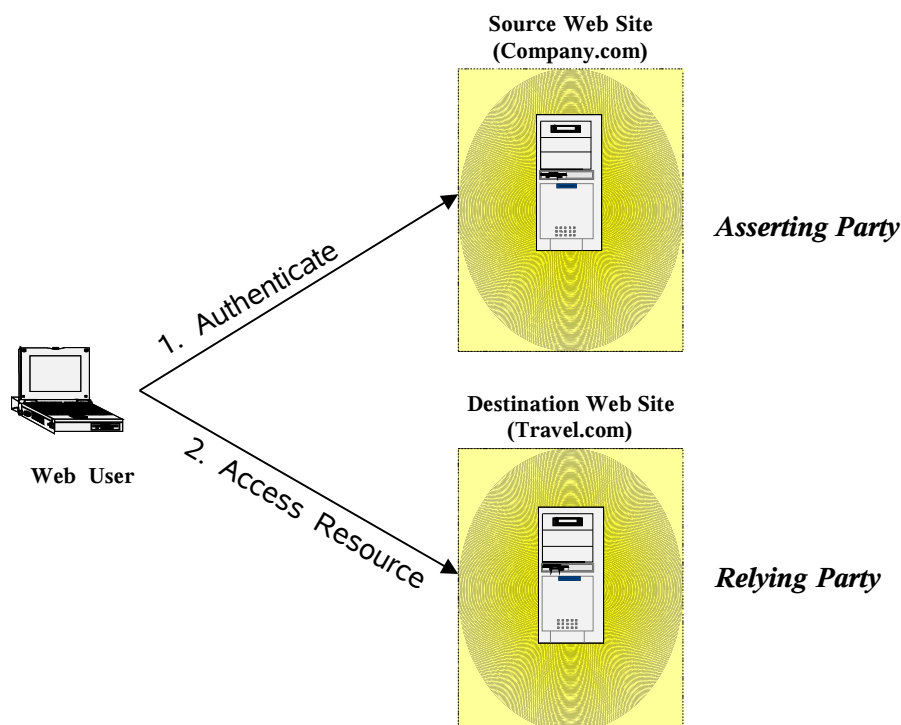 Source Web Site
(Company.com)
Asserting Party
1. Authenticate
Web User
2. Access Resource
Destination Web Site
(Travel.com)
Relying Party